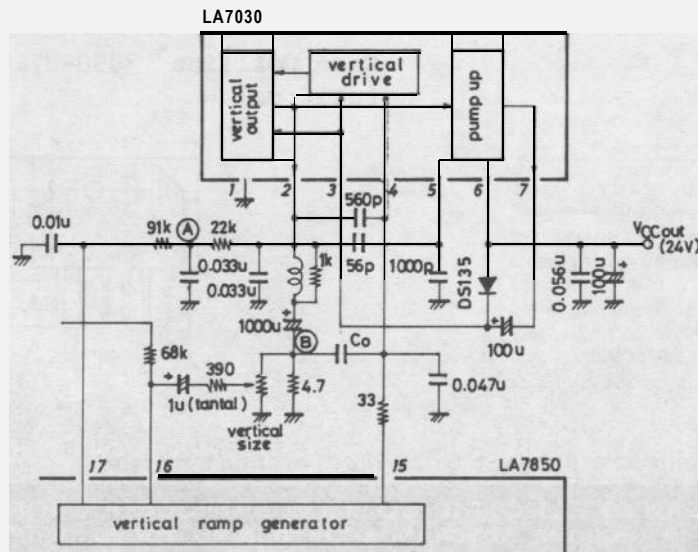 LA7030
vertical output
vertical drive
pump up
1 2 3 4 5 6 7
560p
0.01u
91k
A
22k
VCC out (24V)
1k
56p
1000p
0.033u
0.033u
DS135
0.056u
100u
1000u
B
Co
100u
68k
390
1u (tantal)
4.7
33
0.047u
vertical size
17 16 15
LA7850
vertical ramp generator